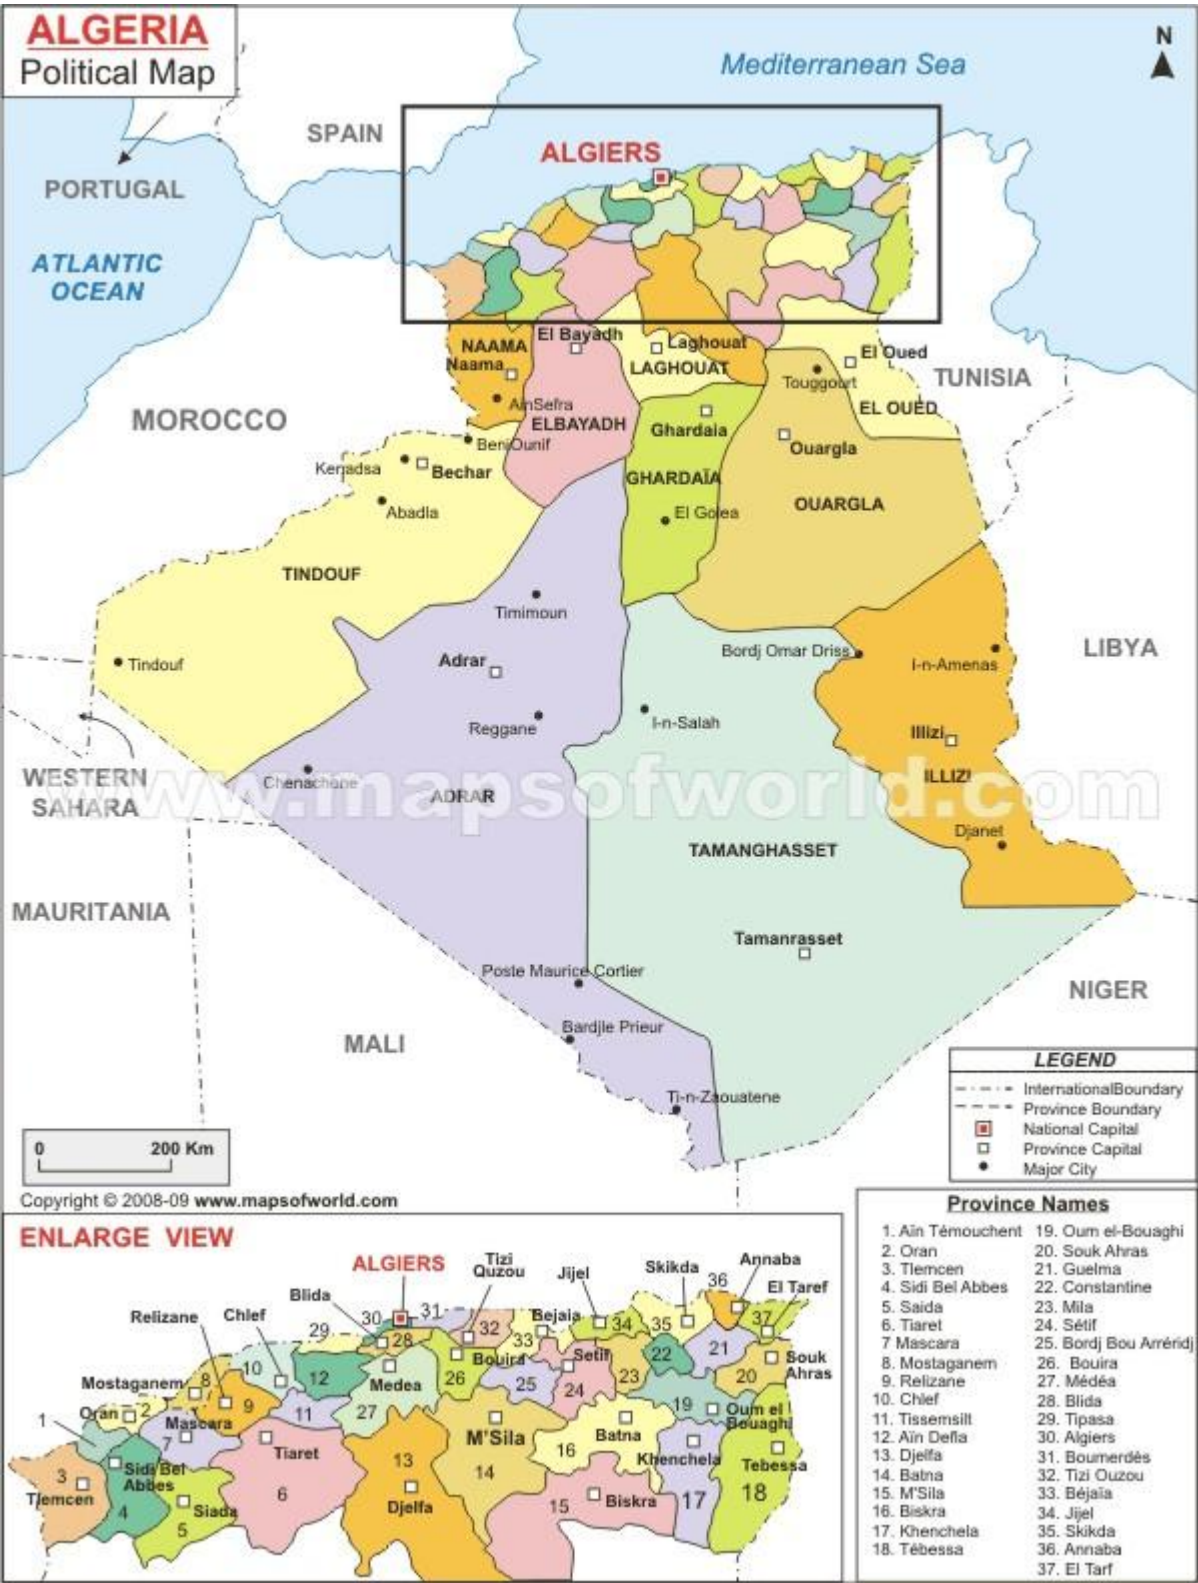 ALGERIA
Political Map
Mediterranean Sea
N
SPAIN
ALGIERS
PORTUGAL
ATLANTIC
OCEAN
El Bayadh
NAAMA
Naama
Laghouat
LAGHOUAT
El Oued
Touggourt
TUNISIA
AinSefra
EL OUED
MOROCCO
ELBAYADH
Ghardaia
BeniOunif
Ouargla
Kenadsa
Bechar
GHARDAÏA
Abadla
El Golea
OUARGLA
TINDOUF
Timimoun
Bordj Omar Driss
LIBYA
Tindouf
Adrar
I-n-Amenas
Reggane
I-n-Salah
Illizi
WESTERN
SAHARA
Chenachene
ADRAR
ILLIZI
www.mapsofworld.com
Djanet
TAMANGHASSET
MAURITANIA
Tamanrasset
Poste Maurice Cortier
NIGER
Bardjle Prieur
MALI
Ti-n-Zaouatene
LEGEND
InternationalBoundary
Province Boundary
National Capital
Province Capital
Major City
0 200 Km
Copyright © 2008-09 www.mapsofworld.com
ENLARGE VIEW
ALGIERS
Tizi
Quzou
Jijel
Skikda
36
Annaba
El Taref
Blida
Relizane
Chlef
30
31
29
28
32
Bejaia
33
34
35
37
10
12
Bouira
Setif
22
21
Souk
Ahras
Mostaganem
8
Medea
26
25
24
23
20
Oran
2
9
11
27
19
Oum el
Bouaghi
1
Mascara
7
Tiaret
M'Sila
Batna
16
Khenchela
Tebessa
3
Tlemcen
Sidi Bel
Abbes
4
Siada
5
6
13
Djelfa
14
15
Biskra
17
18
Province Names
1. Aïn Témouchent
2. Oran
3. Tlemcen
4. Sidi Bel Abbes
5. Saida
6. Tiaret
7 Mascara
8. Mostaganem
9. Relizane
10. Chlef
11. Tissemsilt
12. Aïn Defla
13. Djelfa
14. Batna
15. M'Sila
16. Biskra
17. Khenchela
18. Tébessa
19. Oum el-Bouaghi
20. Souk Ahras
21. Guelma
22. Constantine
23. Mila
24. Sétif
25. Bordj Bou Arréridj
26. Bouira
27. Médéa
28. Blida
29. Tipasa
30. Algiers
31. Boumerdès
32. Tizi Ouzou
33. Béjaïa
34. Jijel
35. Skikda
36. Annaba
37. El Tarf